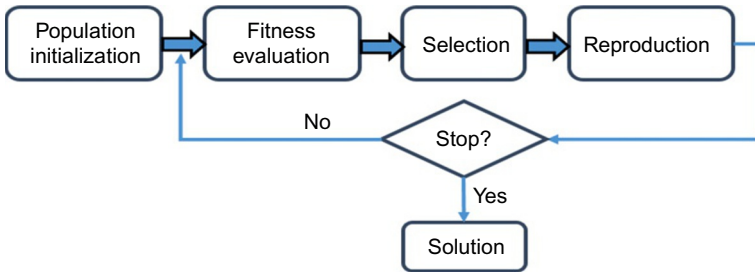 Population
initialization
Fitness
evaluation
Selection
Reproduction
No
Stop?
Yes
Solution